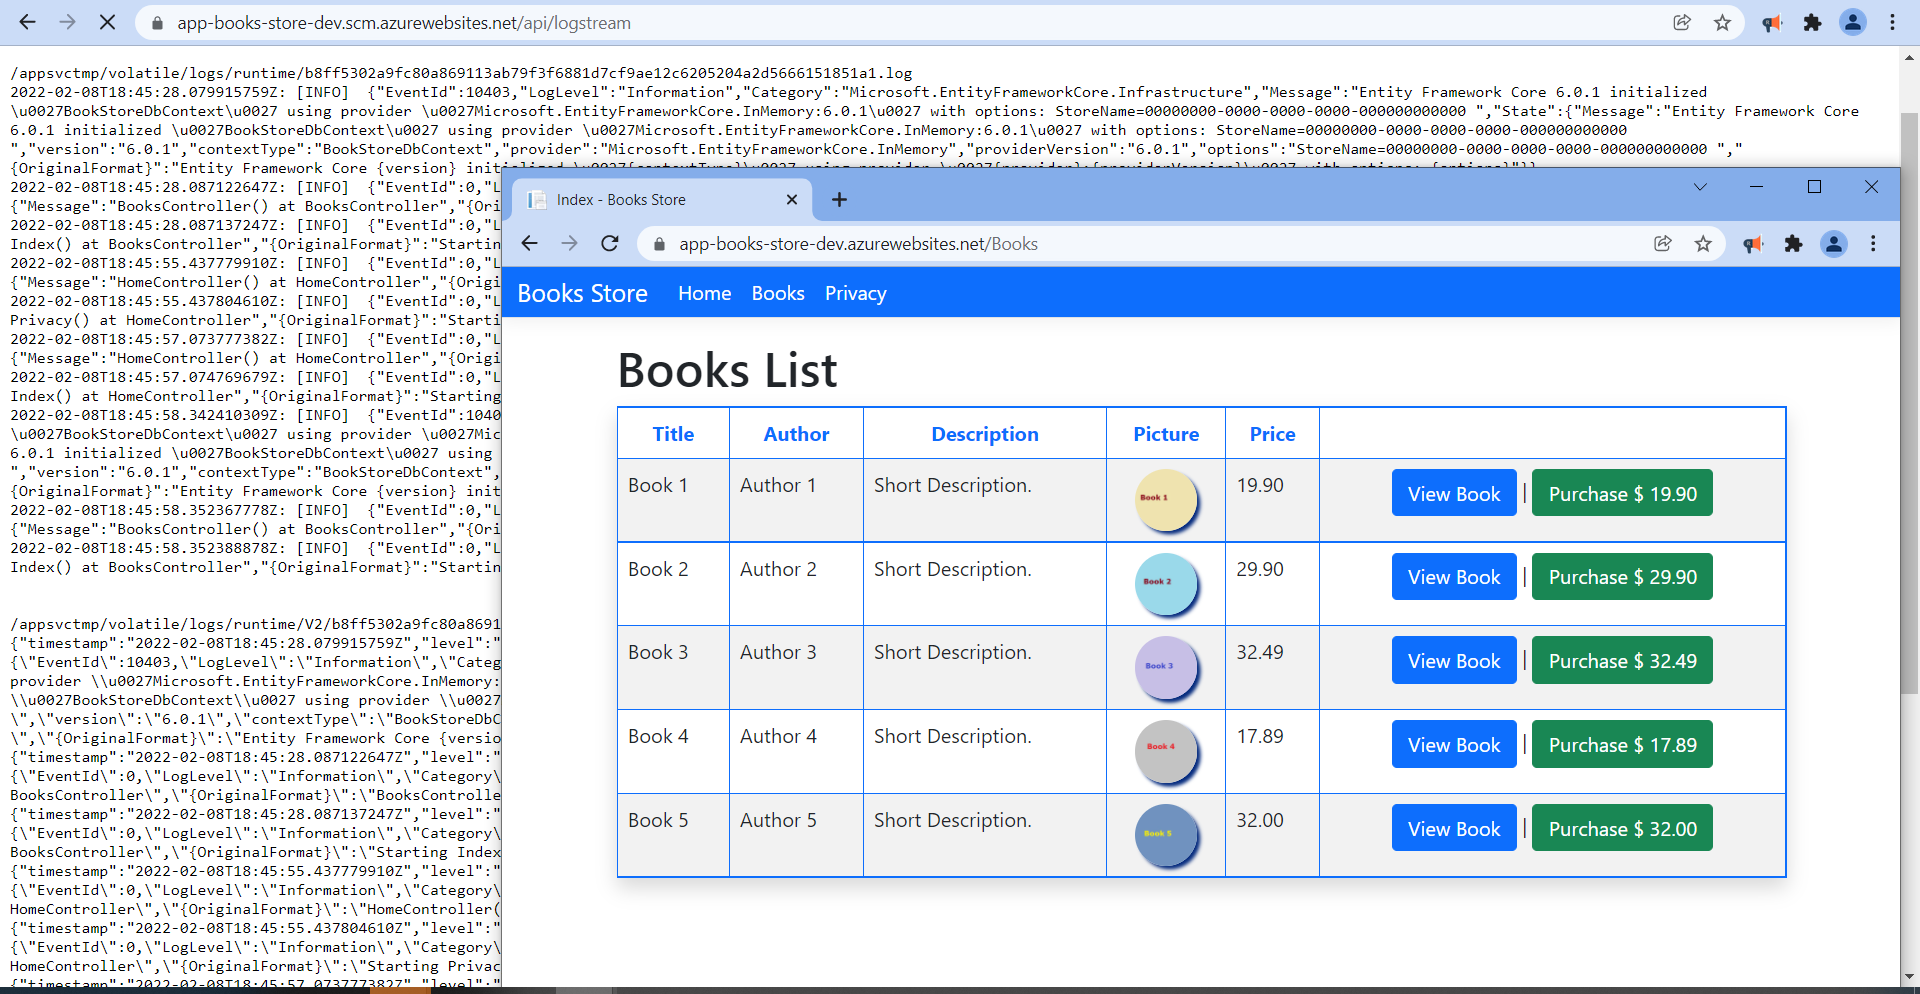 app-books-store-dev.scm.azurewebsites.net/api/logstream
/appsvctmp/volatile/logs/runtime/b8ff5302a9fc80a869113ab79f3f6881d7cf9ae12c6205204a2d5666151851a1.log
2022-02-08T18:45:28.079915759Z: [INFO]  {"EventId":10403,"LogLevel":"Information","Category":"Microsoft.EntityFrameworkCore.Infrastructure","Message":"Entity Framework Core 6.0.1 initialized
\u0027BookStoreDbContext\u0027 using provider \u0027Microsoft.EntityFrameworkCore.InMemory:6.0.1\u0027 with options: StoreName=00000000-0000-0000-0000-000000000000 ","State":{"Message":"Entity Framework Core
6.0.1 initialized \u0027BookStoreDbContext\u0027 using provider \u0027Microsoft.EntityFrameworkCore.InMemory:6.0.1\u0027 with options: StoreName=00000000-0000-0000-0000-000000000000
","version":"6.0.1","contextType":"BookStoreDbContext","provider":"Microsoft.EntityFrameworkCore.InMemory","providerVersion":"6.0.1","options":"StoreName=00000000-0000-0000-0000-000000000000 ","
{OriginalFormat}":"Entity Framework Core {version} initialized \u0027{contextType}\u0027 using provider \u0027{provider}:{providerVersion}\u0027 with options: {options}"}}
2022-02-08T18:45:28.087122647Z: [INFO]  {"EventId":0,"L
{"Message":"BooksController() at BooksController","{Ori
2022-02-08T18:45:28.087137247Z: [INFO]  {"EventId":0,"L
Index() at BooksController","{OriginalFormat}":"Startin
2022-02-08T18:45:55.437779910Z: [INFO]  {"EventId":0,"L
{"Message":"HomeController() at HomeController","{Origi
2022-02-08T18:45:55.437804610Z: [INFO]  {"EventId":0,"L
Privacy() at HomeController","{OriginalFormat}":"Starti
2022-02-08T18:45:57.073777382Z: [INFO]  {"EventId":0,"L
{"Message":"HomeController() at HomeController","{Origi
2022-02-08T18:45:57.074769679Z: [INFO]  {"EventId":0,"L
Index() at HomeController","{OriginalFormat}":"Starting
2022-02-08T18:45:58.342410309Z: [INFO]  {"EventId":1040
\u0027BookStoreDbContext\u0027 using provider \u0027Mic
6.0.1 initialized \u0027BookStoreDbContext\u0027 using
","version":"6.0.1","contextType":"BookStoreDbContext",
{OriginalFormat}":"Entity Framework Core {version} init
2022-02-08T18:45:58.352367778Z: [INFO]  {"EventId":0,"L
{"Message":"BooksController() at BooksController","{Ori
2022-02-08T18:45:58.352388878Z: [INFO]  {"EventId":0,"L
Index() at BooksController","{OriginalFormat}":"Startin
/appsvctmp/volatile/logs/runtime/V2/b8ff5302a9fc80a8691
{"timestamp":"2022-02-08T18:45:28.079915759Z","level":"
{\"EventId\":10403,\"LogLevel\":\"Information\",\"Categ
provider \\u0027Microsoft.EntityFrameworkCore.InMemory:
\\u0027BookStoreDbContext\\u0027 using provider \\u0027
\",\"version\":\"6.0.1\",\"contextType\":\"BookStoreDbC
\",\"{OriginalFormat}\":\"Entity Framework Core {versio
{"timestamp":"2022-02-08T18:45:28.087122647Z","level":"
{\"EventId\":0,\"LogLevel\":\"Information\",\"Category\
BooksController\",\"{OriginalFormat}\":\"BooksControlle
{"timestamp":"2022-02-08T18:45:28.087137247Z","level":"
{\"EventId\":0,\"LogLevel\":\"Information\",\"Category\
BooksController\",\"{OriginalFormat}\":\"Starting Index
{"timestamp":"2022-02-08T18:45:55.437779910Z","level":"
{\"EventId\":0,\"LogLevel\":\"Information\",\"Category\
HomeController\",\"{OriginalFormat}\":\"HomeController(
{"timestamp":"2022-02-08T18:45:55.437804610Z","level":"
{\"EventId\":0,\"LogLevel\":\"Information\",\"Category\
HomeController\",\"{OriginalFormat}\":\"Starting Privac
{"timestamp":"2022-02-08T18:45:57.073777382Z","level":"
Index - Books Store
app-books-store-dev.azurewebsites.net/Books
Books Store Home Books Privacy
Books List
Title Author Description Picture Price
Book 1 Author 1 Short Description. Book 1 19.90 View Book | Purchase $ 19.90
Book 2 Author 2 Short Description. Book 2 29.90 View Book | Purchase $ 29.90
Book 3 Author 3 Short Description. Book 3 32.49 View Book | Purchase $ 32.49
Book 4 Author 4 Short Description. Book 4 17.89 View Book | Purchase $ 17.89
Book 5 Author 5 Short Description. Book 5 32.00 View Book | Purchase $ 32.00